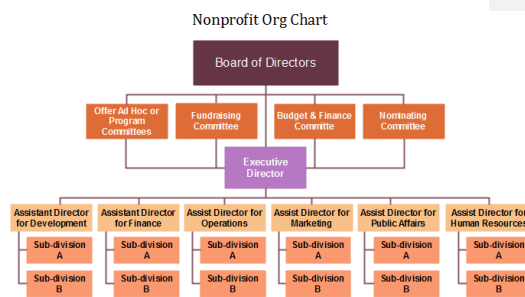 Nonprofit Org Chart
Board of Directors
Offer Ad Hoc or
Program
Committees
Fundraising
Committee
Budget & Finance
Committe
Nominating
Committee
Executive
Director
Assistant Director
for Development
Assistant Director
for Finance
Assist Director for
Operations
Assist Director for
Marketing
Assist Director for
Public Affairs
Assist Director for
Human Resources
Sub-division
A
Sub-division
A
Sub-division
A
Sub-division
A
Sub-division
A
Sub-division
A
Sub-division
B
Sub-division
B
Sub-division
B
Sub-division
B
Sub-division
B
Sub-division
B